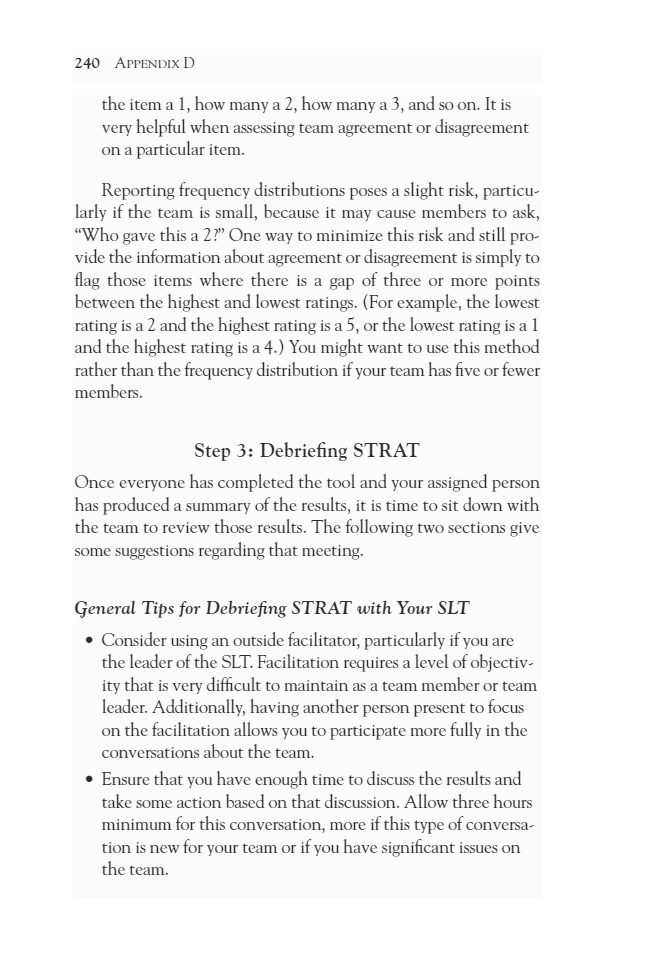 240 APPENDIX D
the item a 1, how many a 2, how many a 3, and so on. It is
very helpful when assessing team agreement or disagreement
on a particular item.
Reporting frequency distributions poses a slight risk, particu-
larly if the team is small, because it may cause members to ask,
“Who gave this a 2?” One way to minimize this risk and still pro-
vide the information about agreement or disagreement is simply to
flag those items where there is a gap of three or more points
between the highest and lowest ratings. (For example, the lowest
rating is a 2 and the highest rating is a 5, or the lowest rating is a 1
and the highest rating is a 4.) You might want to use this method
rather than the frequency distribution if your team has five or fewer
members.
Step 3: Debriefing STRAT
Once everyone has completed the tool and your assigned person
has produced a summary of the results, it is time to sit down with
the team to review those results. The following two sections give
some suggestions regarding that meeting.
General Tips for Debriefing STRAT with Your SLT
• Consider using an outside facilitator, particularly if you are
the leader of the SLT. Facilitation requires a level of objectiv-
ity that is very difficult to maintain as a team member or team
leader. Additionally, having another person present to focus
on the facilitation allows you to participate more fully in the
conversations about the team.
• Ensure that you have enough time to discuss the results and
take some action based on that discussion. Allow three hours
minimum for this conversation, more if this type of conversa-
tion is new for your team or if you have significant issues on
the team.